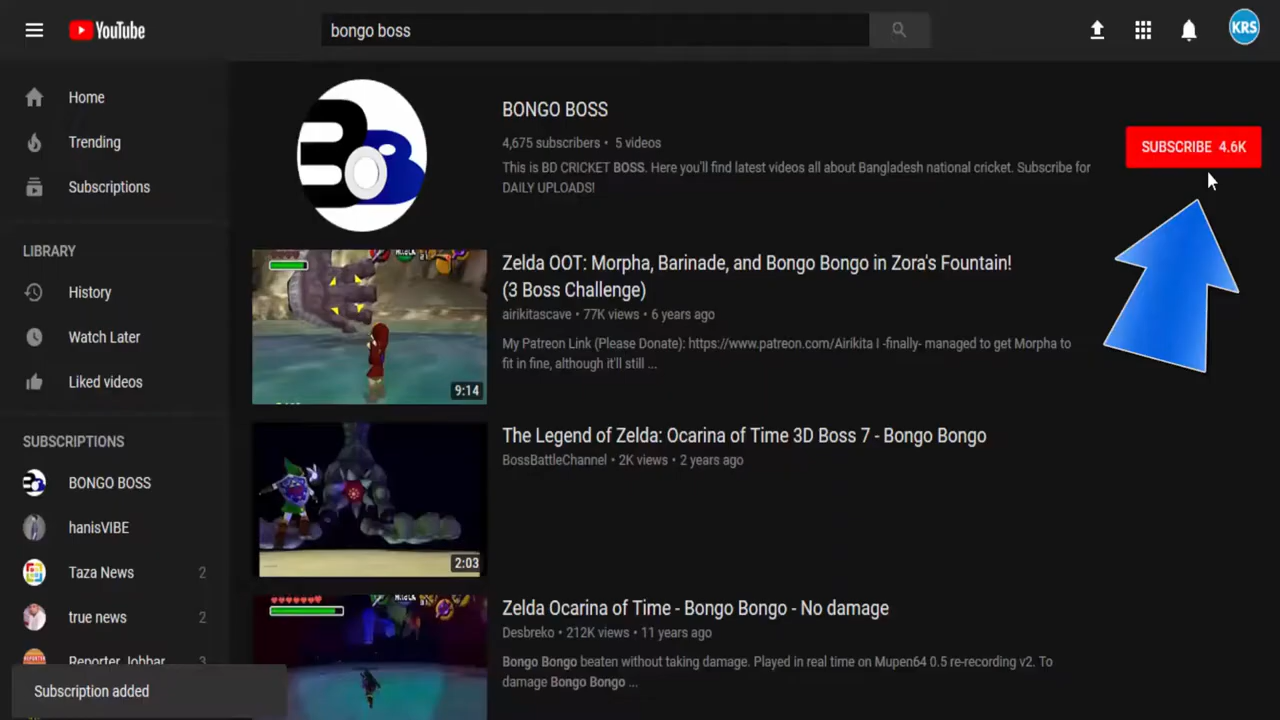 YouTube
bongo boss
KRS
Home
Trending
Subscriptions
LIBRARY
History
Watch Later
Liked videos
SUBSCRIPTIONS
BONGO BOSS
hanisVIBE
Taza News 2
true news 2
Reporter Jobbar 3
Subscription added
BONGO BOSS
4,675 subscribers • 5 videos
This is BD CRICKET BOSS. Here you'll find latest videos all about Bangladesh national cricket. Subscribe for
DAILY UPLOADS!
SUBSCRIBE 4.6K
9:14
Zelda OOT: Morpha, Barinade, and Bongo Bongo in Zora's Fountain!
(3 Boss Challenge)
airikitascave • 77K views • 6 years ago
My Patreon Link (Please Donate): https://www.patreon.com/Airikita I -finally- managed to get Morpha to
fit in fine, although it'll still ...
2:03
The Legend of Zelda: Ocarina of Time 3D Boss 7 - Bongo Bongo
BossBattleChannel • 2K views • 2 years ago
Zelda Ocarina of Time - Bongo Bongo - No damage
Desbreko • 212K views • 11 years ago
Bongo Bongo beaten without taking damage. Played in real time on Mupen64 0.5 re-recording v2. To
damage Bongo Bongo ...